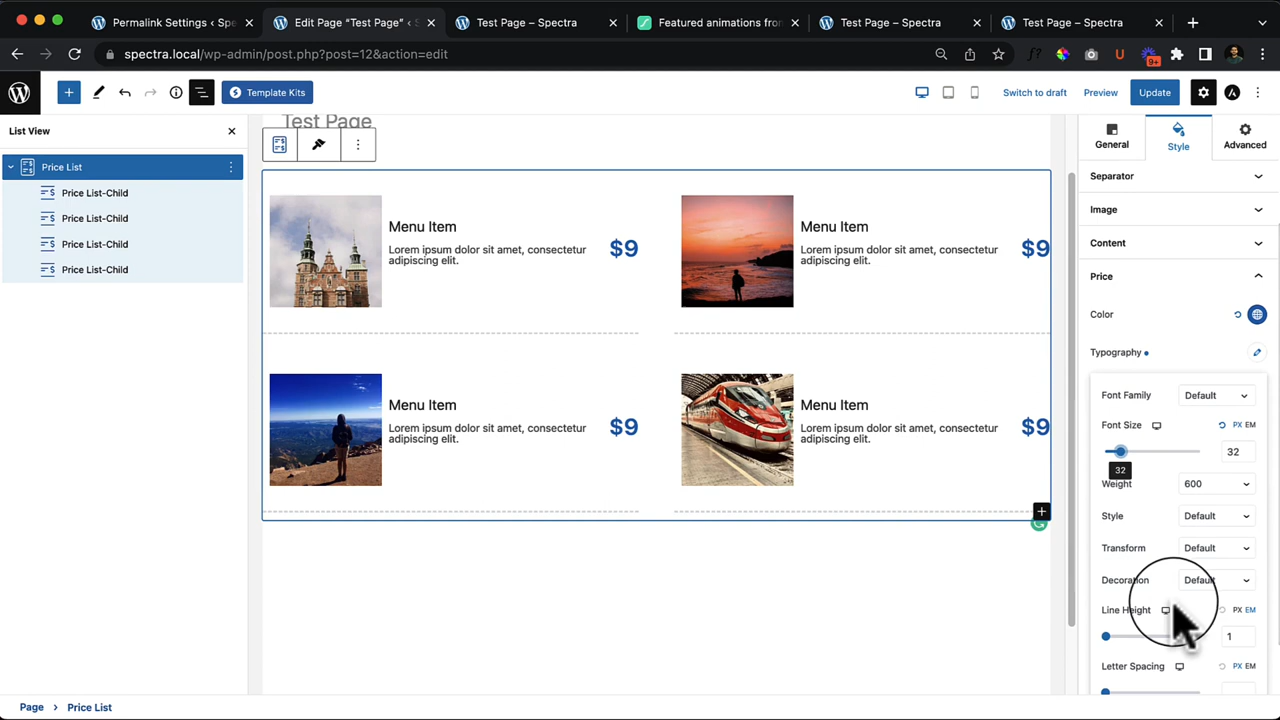 Permalink Settings ‹ Spe
Edit Page “Test Page” ‹ S
Test Page – Spectra
Featured animations from
Test Page – Spectra
Test Page – Spectra
spectra.local/wp-admin/post.php?post=12&action=edit
9+
Template Kits
Switch to draft
Preview
Update
List View
Test Page
General
Style
Advanced
Price List
Price List-Child
Price List-Child
Price List-Child
Price List-Child
Menu Item
Lorem ipsum dolor sit amet, consectetur
adipiscing elit.
$9
Menu Item
Lorem ipsum dolor sit amet, consectetur
adipiscing elit.
$9
Menu Item
Lorem ipsum dolor sit amet, consectetur
adipiscing elit.
$9
Menu Item
Lorem ipsum dolor sit amet, consectetur
adipiscing elit.
$9
Separator
Image
Content
Price
Color
Typography
Font Family Default
Font Size PX EM
32
32
Weight 600
Style Default
Transform Default
Decoration Default
Line Height PX EM
1
Letter Spacing PX EM
Page › Price List